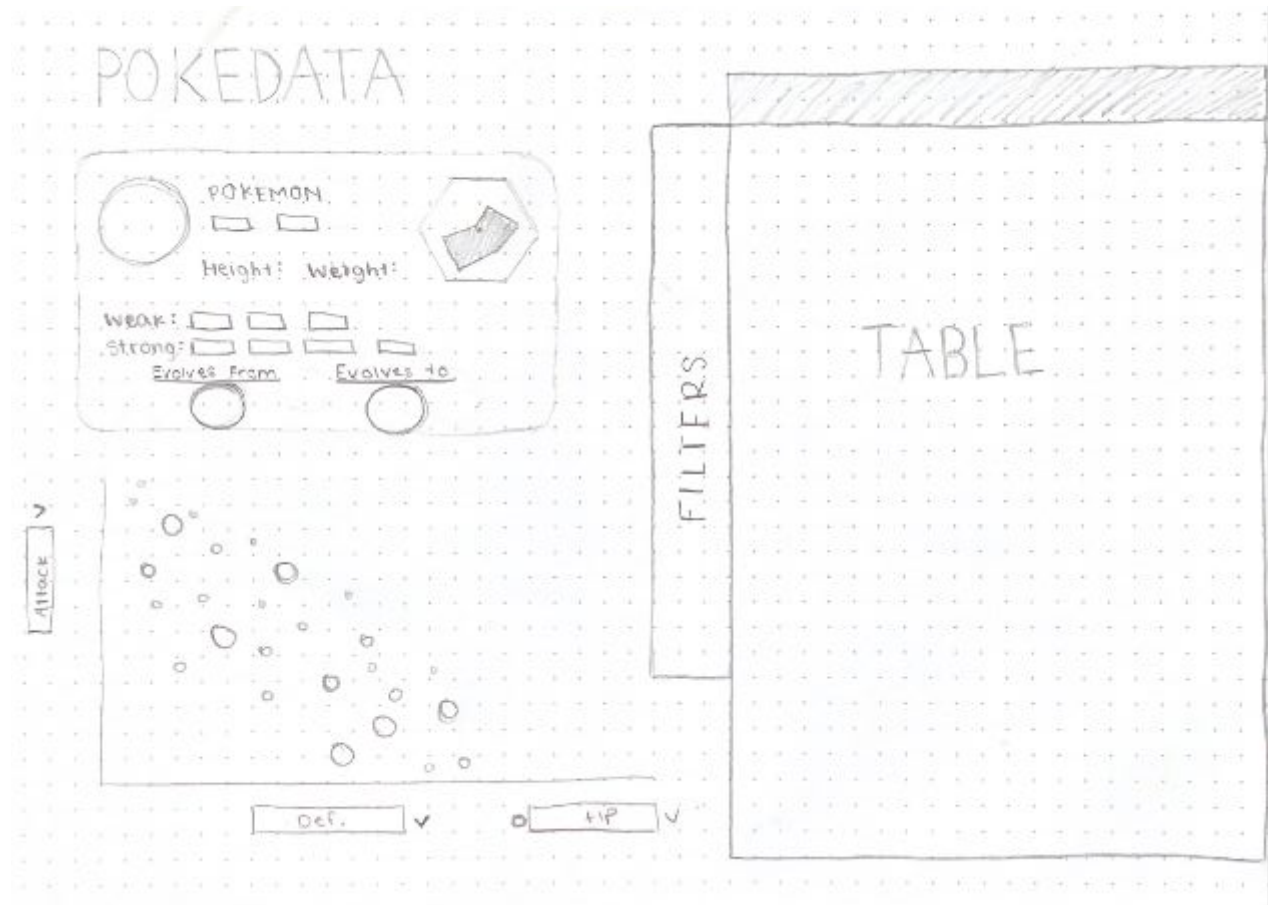 POKEDATA
POKEMON
Height: Weight:
Weak:
Strong:
Evolves From Evolves to
Attack
Def.
HP
FILTERS
TABLE